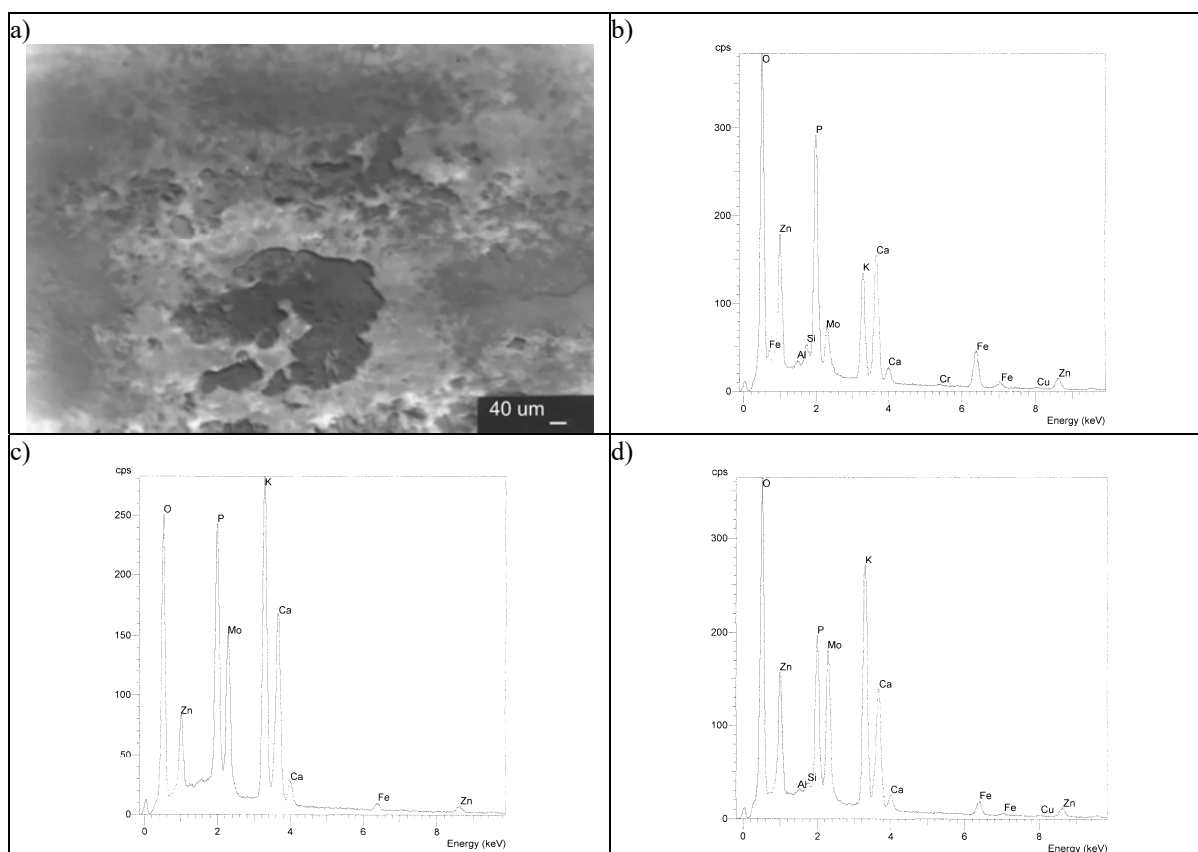 a)
40 um
b)
cps
O
P
300
200
Zn
Ca
K
100
Mo
Fe
Si
Al
Ca
Fe
Cr
Fe
Cu
Zn
0
0 2 4 6 8
Energy (keV)
c)
cps
K
O
P
250
200
Ca
150
Mo
100
Zn
50
Ca
Fe
Zn
0
0 2 4 6 8
Energy (keV)
d)
cps
O
300
K
200
P
Mo
Zn
Ca
100
Si
Al
Ca
Fe
Fe
Cu
Zn
0
0 2 4 6 8
Energy (keV)